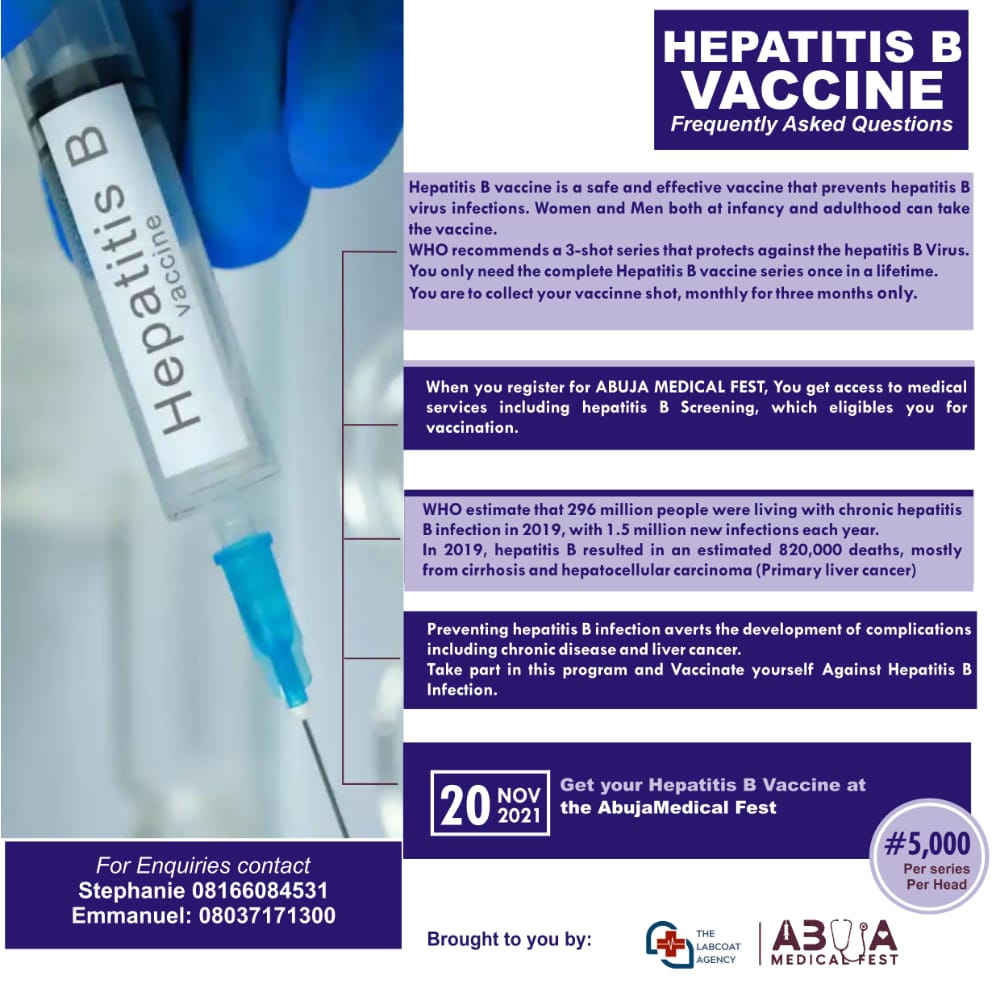 HEPATITIS B
VACCINE
Frequently Asked Questions
Hepatitis B
vaccine
Hepatitis B vaccine is a safe and effective vaccine that prevents hepatitis B
virus infections. Women and Men both at infancy and adulthood can take
the vaccine.
WHO recommends a 3-shot series that protects against the hepatitis B Virus.
You only need the complete Hepatitis B vaccine series once in a lifetime.
You are to collect your vaccinne shot, monthly for three months only.
When you register for ABUJA MEDICAL FEST, You get access to medical
services including hepatitis B Screening, which eligibles you for
vaccination.
WHO estimate that 296 million people were living with chronic hepatitis
B infection in 2019, with 1.5 million new infections each year.
In 2019, hepatitis B resulted in an estimated 820,000 deaths, mostly
from cirrhosis and hepatocellular carcinoma (Primary liver cancer)
Preventing hepatitis B infection averts the development of complications
including chronic disease and liver cancer.
Take part in this program and Vaccinate yourself Against Hepatitis B
Infection.
20 NOV
2021
Get your Hepatitis B Vaccine at
the AbujaMedical Fest
#5,000
Per series
Per Head
For Enquiries contact
Stephanie 08166084531
Emmanuel: 08037171300
Brought to you by:
THE
LABCOAT
AGENCY
ABUJA
MEDICAL FEST